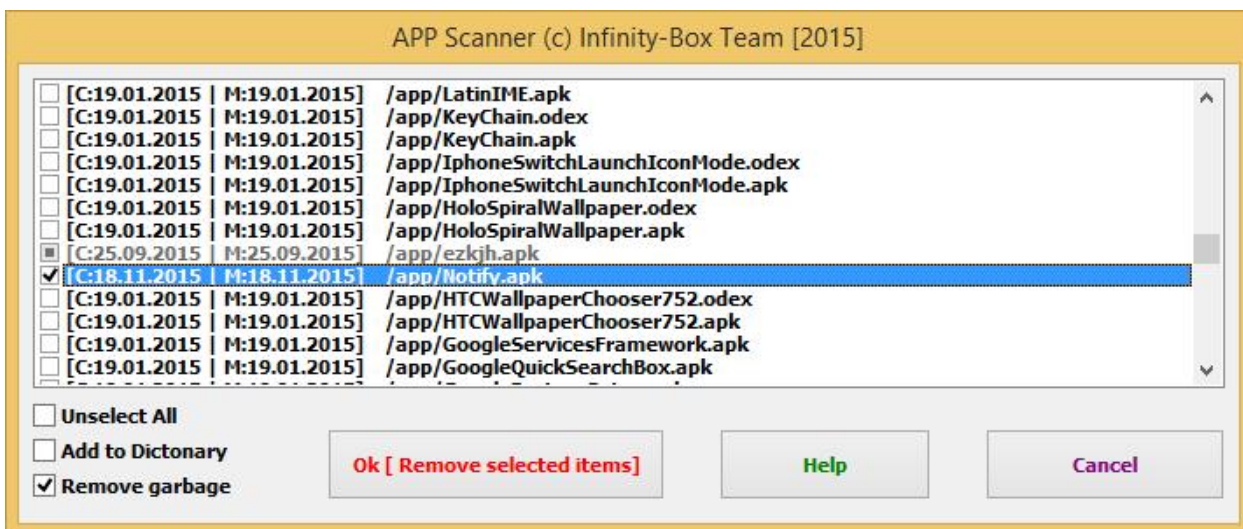 APP Scanner (c) Infinity-Box Team [2015]
[C:19.01.2015 | M:19.01.2015] /app/LatinIME.apk
[C:19.01.2015 | M:19.01.2015] /app/KeyChain.odex
[C:19.01.2015 | M:19.01.2015] /app/KeyChain.apk
[C:19.01.2015 | M:19.01.2015] /app/IphoneSwitchLaunchIconMode.odex
[C:19.01.2015 | M:19.01.2015] /app/IphoneSwitchLaunchIconMode.apk
[C:19.01.2015 | M:19.01.2015] /app/HoloSpiralWallpaper.odex
[C:19.01.2015 | M:19.01.2015] /app/HoloSpiralWallpaper.apk
[C:25.09.2015 | M:25.09.2015] /app/ezkjh.apk
[C:18.11.2015 | M:18.11.2015] /app/Notify.apk
[C:19.01.2015 | M:19.01.2015] /app/HTCWallpaperChooser752.odex
[C:19.01.2015 | M:19.01.2015] /app/HTCWallpaperChooser752.apk
[C:19.01.2015 | M:19.01.2015] /app/GoogleServicesFramework.apk
[C:19.01.2015 | M:19.01.2015] /app/GoogleQuickSearchBox.apk
Unselect All
Add to Dictonary
Remove garbage
Ok [ Remove selected items]
Help
Cancel